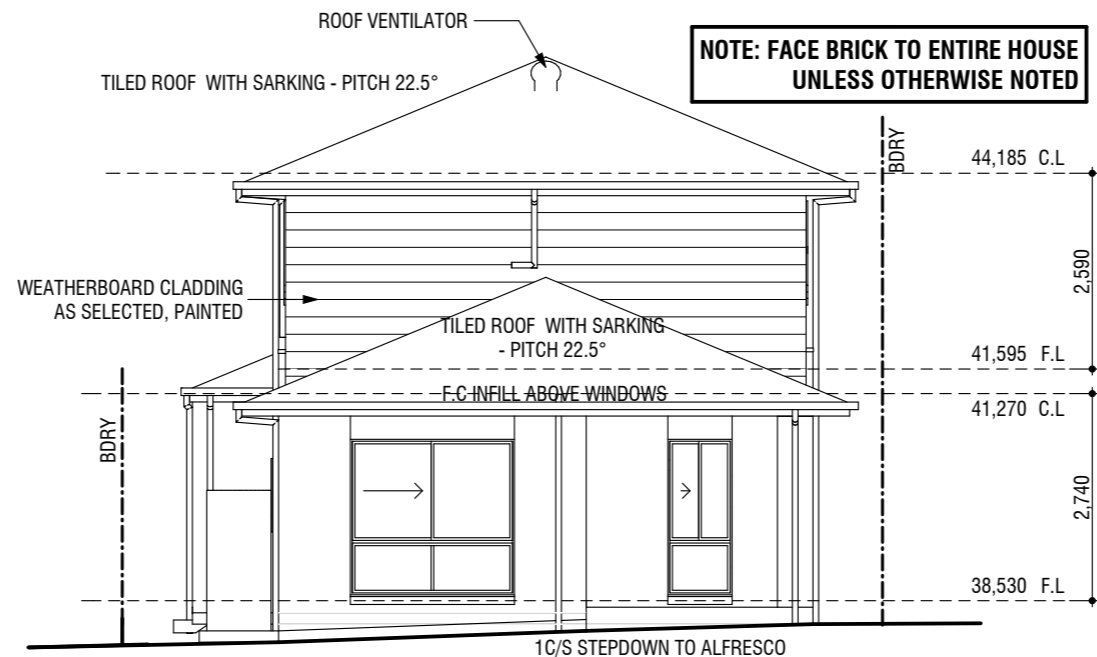 ROOF VENTILATOR
NOTE: FACE BRICK TO ENTIRE HOUSE
UNLESS OTHERWISE NOTED
TILED ROOF WITH SARKING - PITCH 22.5°
BDRY
44,185 C.L
2,590
WEATHERBOARD CLADDING
AS SELECTED, PAINTED
TILED ROOF WITH SARKING
- PITCH 22.5°
41,595 F.L
F.C INFILL ABOVE WINDOWS
41,270 C.L
BDRY
2,740
38,530 F.L
1C/S STEPDOWN TO ALFRESCO